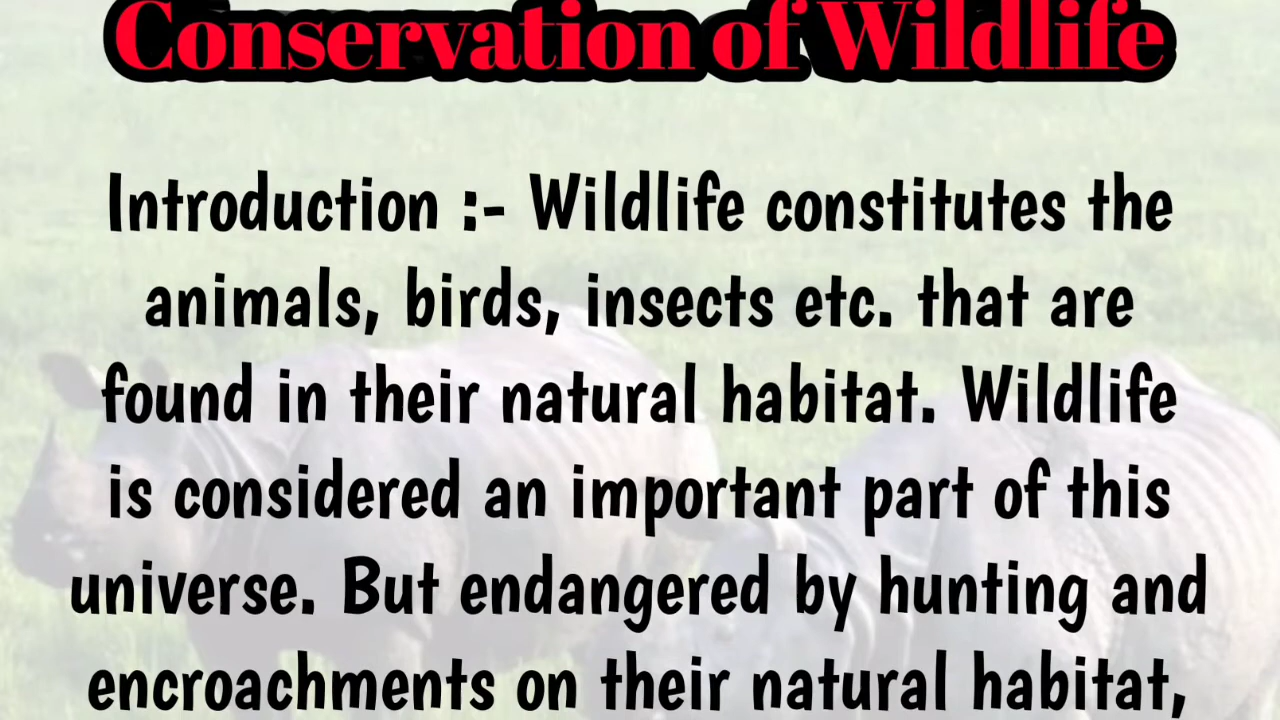 Conservation of Wildlife
Introduction :- Wildlife constitutes the
animals, birds, insects etc. that are
found in their natural habitat. Wildlife
is considered an important part of this
universe. But endangered by hunting and
encroachments on their natural habitat,